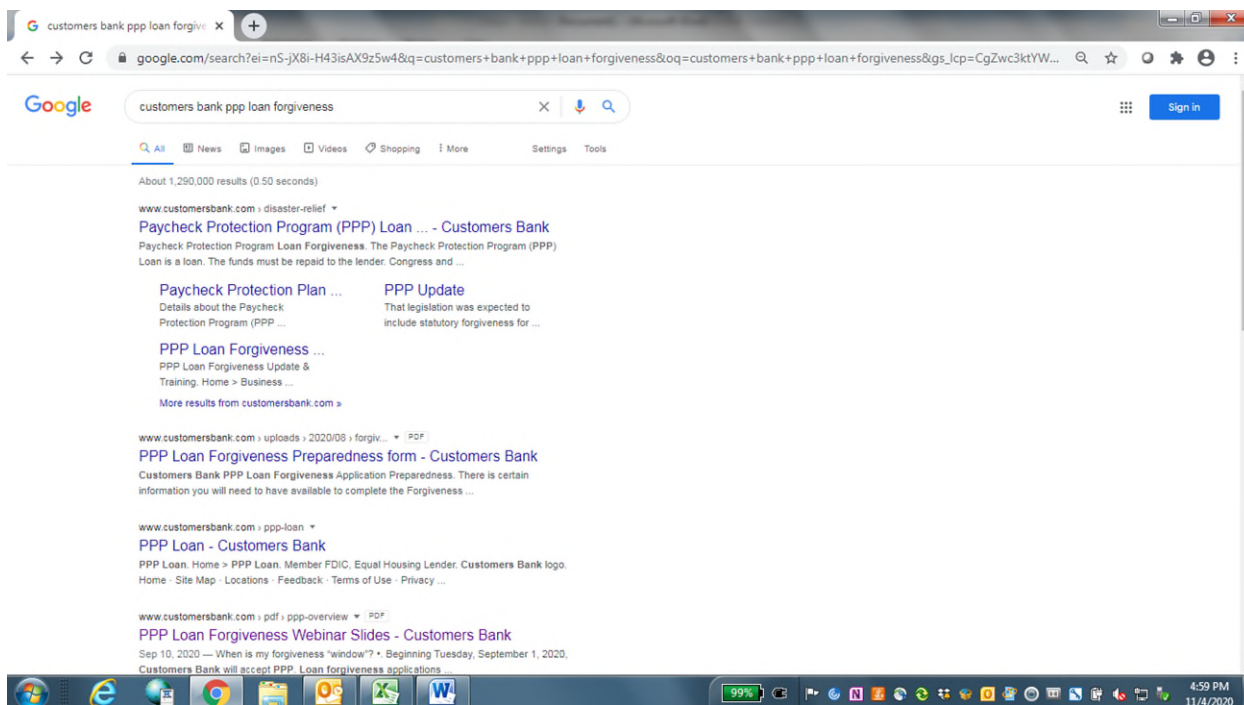 customers bank ppp loan forgive
google.com/search?ei=nS-jX8i-H43isAX9z5w4&q=customers+bank+ppp+loan+forgiveness&oq=customers+bank+ppp+loan+forgiveness&gs_lcp=CgZwc3ktYW...
Google
customers bank ppp loan forgiveness
Sign in
All News Images Videos Shopping More Settings Tools
About 1,290,000 results (0.50 seconds)
www.customersbank.com › disaster-relief
Paycheck Protection Program (PPP) Loan ... - Customers Bank
Paycheck Protection Program Loan Forgiveness. The Paycheck Protection Program (PPP)
Loan is a loan. The funds must be repaid to the lender. Congress and ...
Paycheck Protection Plan ...
Details about the Paycheck
Protection Program (PPP ...
PPP Update
That legislation was expected to
include statutory forgiveness for ...
PPP Loan Forgiveness ...
PPP Loan Forgiveness Update &
Training. Home > Business ...
More results from customersbank.com »
www.customersbank.com › uploads › 2020/08 › forgiv... PDF
PPP Loan Forgiveness Preparedness form - Customers Bank
Customers Bank PPP Loan Forgiveness Application Preparedness. There is certain
information you will need to have available to complete the Forgiveness ...
www.customersbank.com › ppp-loan
PPP Loan - Customers Bank
PPP Loan. Home > PPP Loan. Member FDIC, Equal Housing Lender. Customers Bank logo.
Home · Site Map · Locations · Feedback · Terms of Use · Privacy ...
www.customersbank.com › pdf › ppp-overview PDF
PPP Loan Forgiveness Webinar Slides - Customers Bank
Sep 10, 2020 — When is my forgiveness "window"? •. Beginning Tuesday, September 1, 2020,
Customers Bank will accept PPP. Loan forgiveness applications ...
99%
4:59 PM
11/4/2020